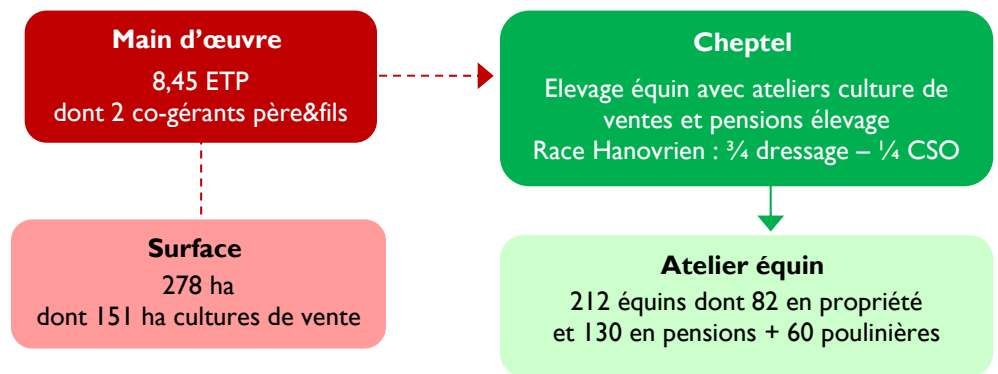 Main d’œuvre
8,45 ETP
dont 2 co-gérants père&fils
Cheptel
Elevage équin avec ateliers culture de
ventes et pensions élevage
Race Hanovrien : ¾ dressage – ¼ CSO
Surface
278 ha
dont 151 ha cultures de vente
Atelier équin
212 équins dont 82 en propriété
et 130 en pensions + 60 poulinières